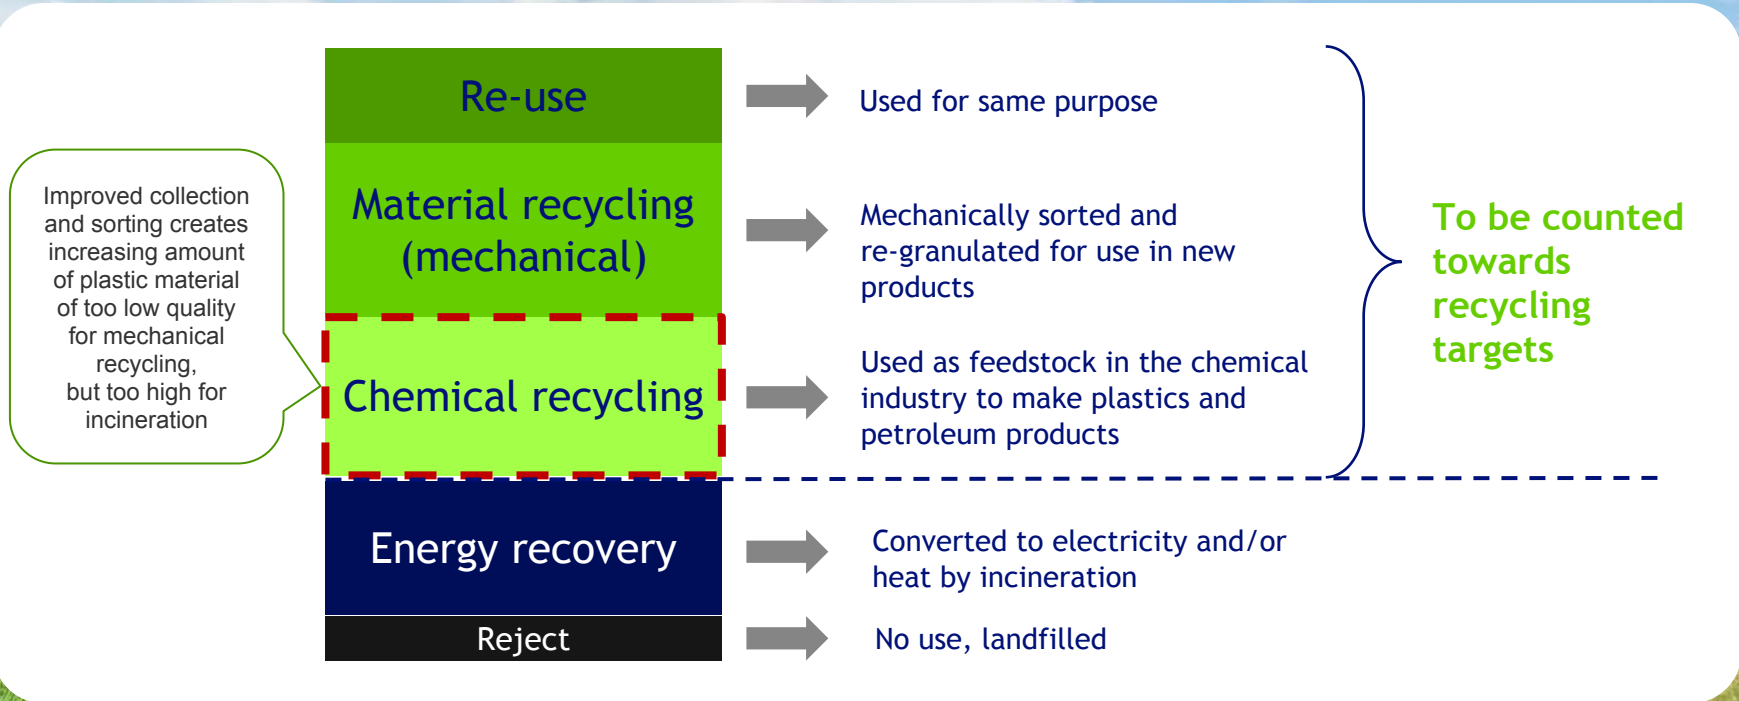 Re-use
Used for same purpose
Improved collection
and sorting creates
increasing amount
of plastic material
of too low quality
for mechanical
recycling,
but too high for
incineration
Material recycling
(mechanical)
Mechanically sorted and
re-granulated for use in new
products
To be counted
towards
recycling
targets
Chemical recycling
Used as feedstock in the chemical
industry to make plastics and
petroleum products
Energy recovery
Converted to electricity and/or
heat by incineration
Reject
No use, landfilled